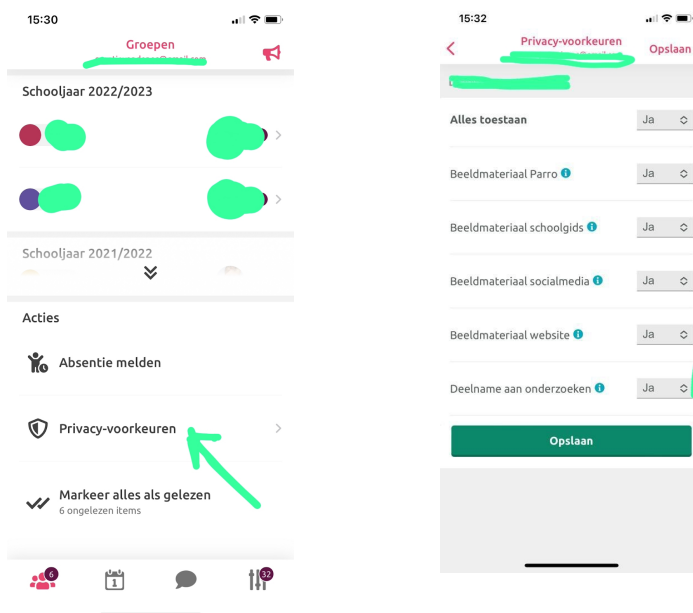 15:30
Groepen
Schooljaar 2022/2023
Schooljaar 2021/2022
Acties
Absentie melden
Privacy-voorkeuren
Markeer alles als gelezen
6 ongelezen items
6
1
32
15:32
Privacy-voorkeuren
Opslaan
Alles toestaan
Ja
Beeldmateriaal Parro
Ja
Beeldmateriaal schoolgids
Ja
Beeldmateriaal socialmedia
Ja
Beeldmateriaal website
Ja
Deelname aan onderzoeken
Ja
Opslaan